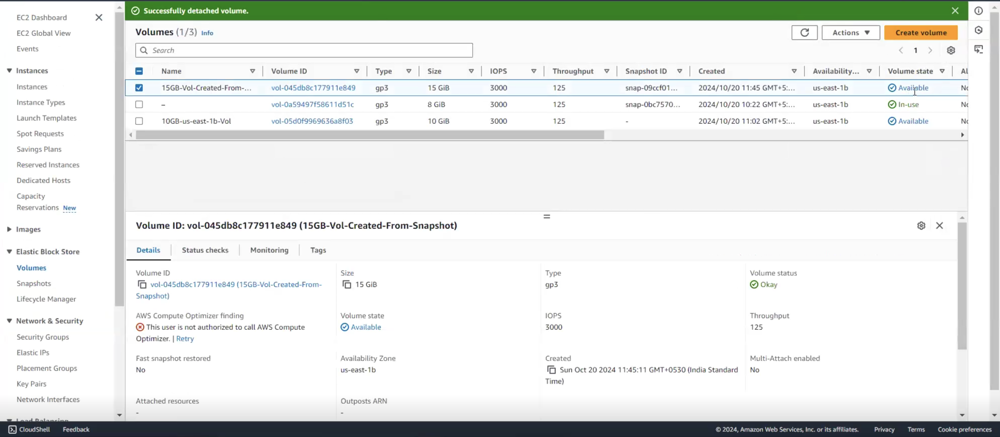 EC2 Dashboard
EC2 Global View
Events
Instances
Instances
Instance Types
Launch Templates
Spot Requests
Savings Plans
Reserved Instances
Dedicated Hosts
Capacity
Reservations New
Images
Elastic Block Store
Volumes
Snapshots
Lifecycle Manager
Network & Security
Security Groups
Elastic IPs
Placement Groups
Key Pairs
Network Interfaces
Load Balancing
Successfully detached volume.
Volumes (1/3) Info
Actions
Create volume
Search
1
Name Volume ID Type Size IOPS Throughput Snapshot ID Created Availability... Volume state Al
15GB-Vol-Created-From-... vol-045db8c177911e849 gp3 15 GiB 3000 125 snap-09ccf01... 2024/10/20 11:45 GMT+5:... us-east-1b Available No
– vol-0a59497f58611d51c gp3 8 GiB 3000 125 snap-0bc7570... 2024/10/20 10:22 GMT+5:... us-east-1b In-use No
10GB-us-east-1b-Vol vol-05d0f9969636a8f03 gp3 10 GiB 3000 125 - 2024/10/20 11:02 GMT+5:... us-east-1b Available No
Volume ID: vol-045db8c177911e849 (15GB-Vol-Created-From-Snapshot)
Details Status checks Monitoring Tags
Volume ID
vol-045db8c177911e849 (15GB-Vol-Created-From-
Snapshot)
Size
15 GiB
Type
gp3
Volume status
Okay
AWS Compute Optimizer finding
This user is not authorized to call AWS Compute
Optimizer. | Retry
Volume state
Available
IOPS
3000
Throughput
125
Fast snapshot restored
No
Availability Zone
us-east-1b
Created
Sun Oct 20 2024 11:45:11 GMT+0530 (India Standard
Time)
Multi-Attach enabled
No
Attached resources
-
Outposts ARN
-
CloudShell Feedback
© 2024, Amazon Web Services, Inc. or its affiliates. Privacy Terms Cookie preferences